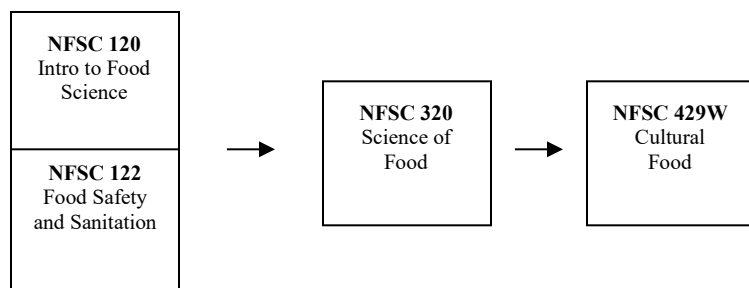 NFSC 120
Intro to Food
Science
NFSC 122
Food Safety
and Sanitation
NFSC 320
Science of
Food
NFSC 429W
Cultural
Food